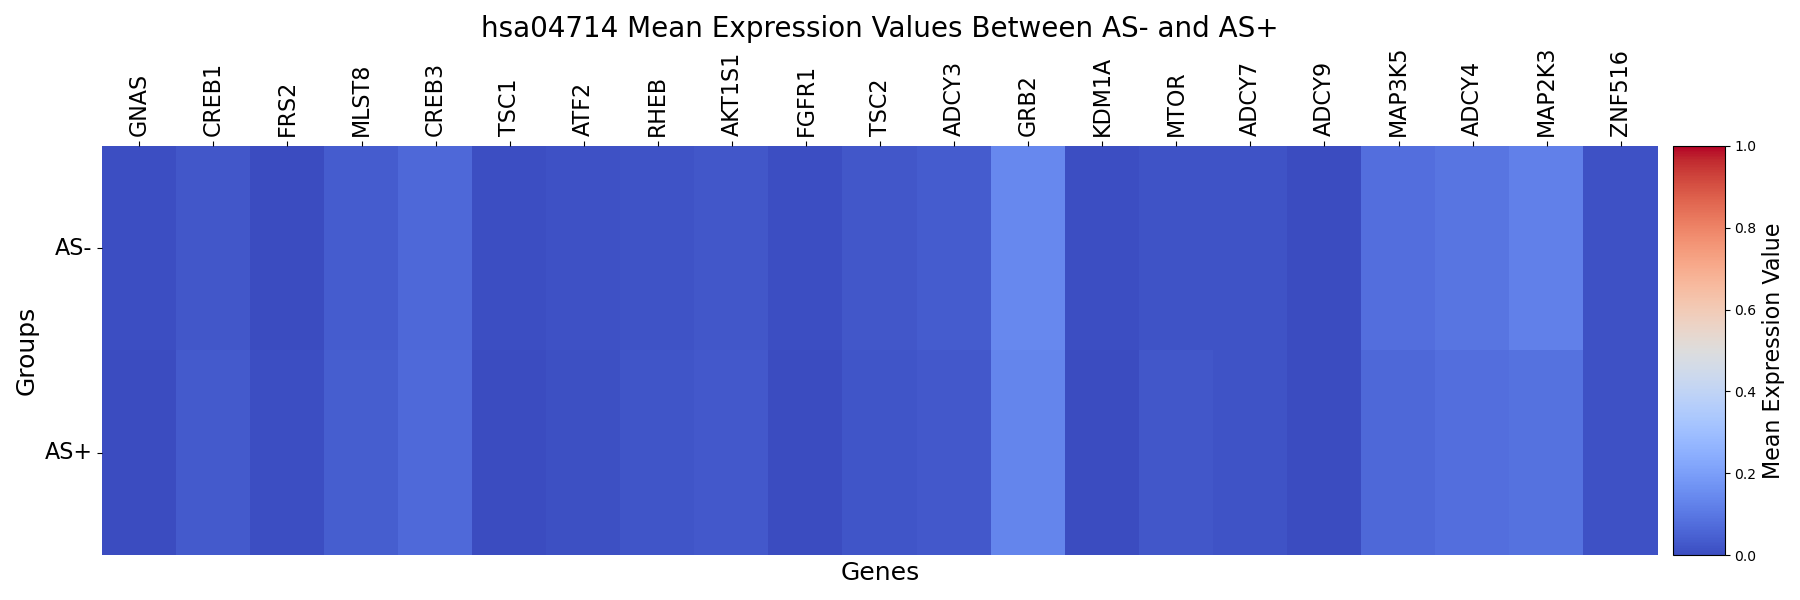 hsa04714 Mean Expression Values Between AS- and AS+
GNAS
CREB1
FRS2
MLST8
CREB3
TSC1
ATF2
RHEB
AKT1S1
FGFR1
TSC2
ADCY3
GRB2
KDM1A
MTOR
ADCY7
ADCY9
MAP3K5
ADCY4
MAP2K3
ZNF516
Groups
AS-
AS+
Genes
1.0
0.8
0.6
0.4
0.2
0.0
Mean Expression Value